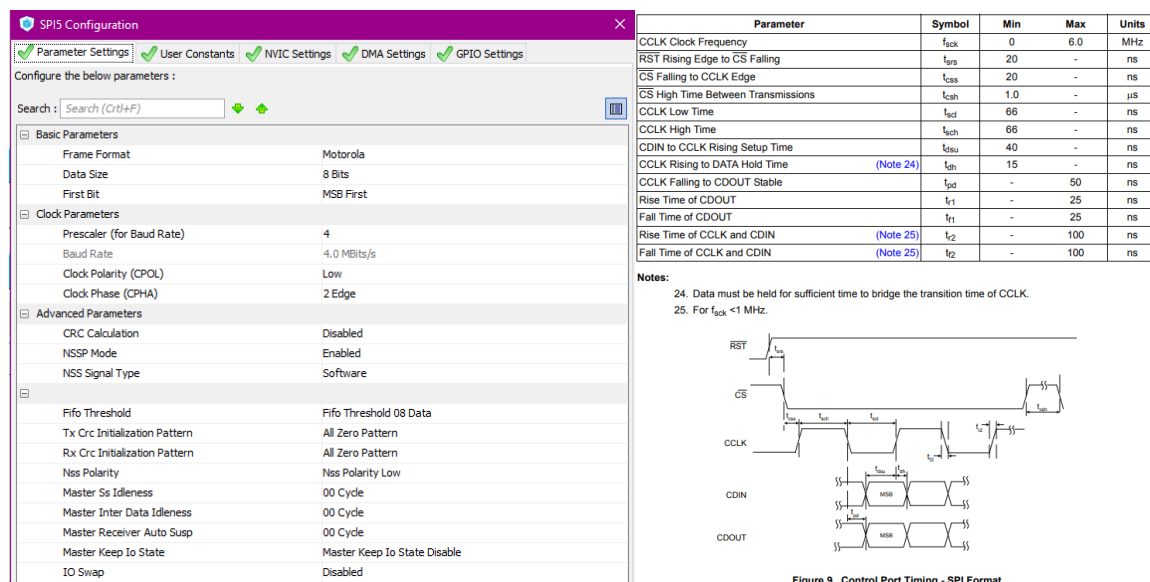 SPI5 Configuration
Parameter Settings User Constants NVIC Settings DMA Settings GPIO Settings
Configure the below parameters :
Search : Search (Crtl+F)
Basic Parameters
Frame Format Motorola
Data Size 8 Bits
First Bit MSB First
Clock Parameters
Prescaler (for Baud Rate) 4
Baud Rate 4.0 MBits/s
Clock Polarity (CPOL) Low
Clock Phase (CPHA) 2 Edge
Advanced Parameters
CRC Calculation Disabled
NSSP Mode Enabled
NSS Signal Type Software
Fifo Threshold Fifo Threshold 08 Data
Tx Crc Initialization Pattern All Zero Pattern
Rx Crc Initialization Pattern All Zero Pattern
Nss Polarity Nss Polarity Low
Master Ss Idleness 00 Cycle
Master Inter Data Idleness 00 Cycle
Master Receiver Auto Susp 00 Cycle
Master Keep Io State Master Keep Io State Disable
IO Swap Disabled
Parameter Symbol Min Max Units
CCLK Clock Frequency fsck 0 6.0 MHz
RST Rising Edge to CS Falling tsrs 20 - ns
CS Falling to CCLK Edge tcss 20 - ns
CS High Time Between Transmissions tcsh 1.0 - μs
CCLK Low Time tscl 66 - ns
CCLK High Time tsch 66 - ns
CDIN to CCLK Rising Setup Time tdsu 40 - ns
CCLK Rising to DATA Hold Time (Note 24) tdh 15 - ns
CCLK Falling to CDOUT Stable tpd - 50 ns
Rise Time of CDOUT tr1 - 25 ns
Fall Time of CDOUT tf1 - 25 ns
Rise Time of CCLK and CDIN (Note 25) tr2 - 100 ns
Fall Time of CCLK and CDIN (Note 25) tf2 - 100 ns
Notes:
24. Data must be held for sufficient time to bridge the transition time of CCLK.
25. For fsck <1 MHz.
RST
tsrs
CS
tcss tsch tscl tcsh
CCLK
tr2
tf2
tdsu tdh
CDIN MSB
tpd
CDOUT MSB
Figure 9. Control Port Timing - SPI Format